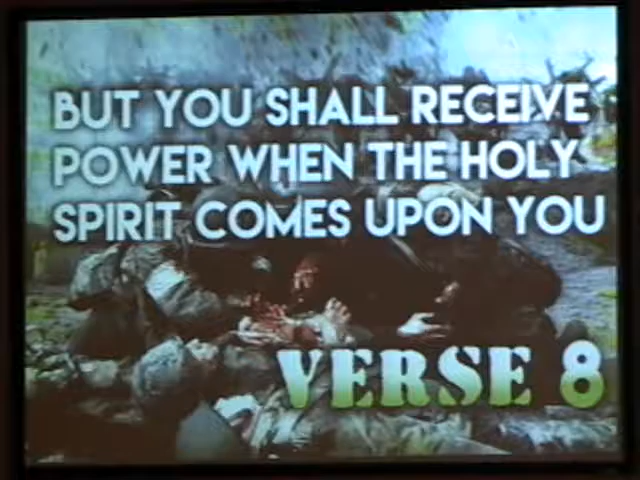 BUT YOU SHALL RECEIVE
POWER WHEN THE HOLY
SPIRIT COMES UPON YOU
VERSE 8